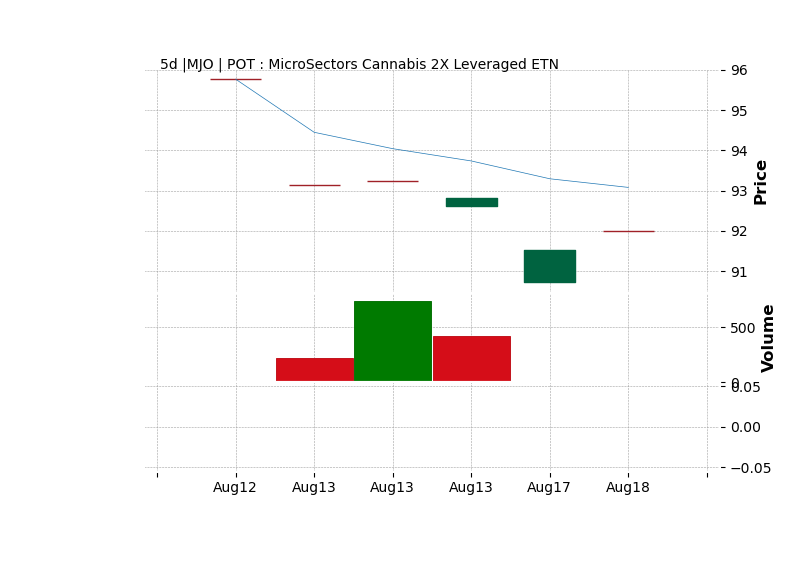 5d |MJO | POT : MicroSectors Cannabis 2X Leveraged ETN
96
95
94
93
92
91
Price
500
0
Volume
0.05
0.00
−0.05
Aug12 Aug13 Aug13 Aug13 Aug17 Aug18